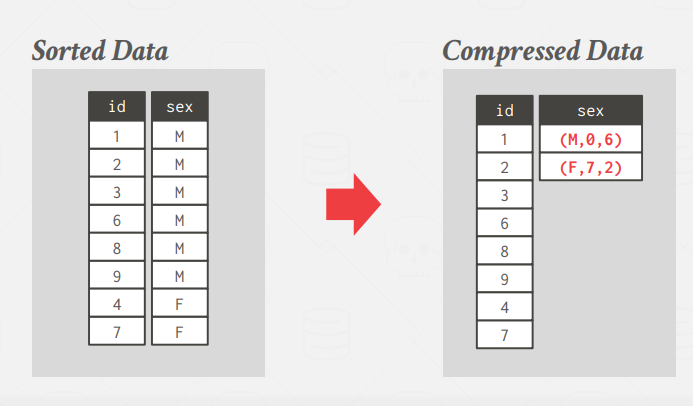 Sorted Data
id sex
1 M
2 M
3 M
6 M
8 M
9 M
4 F
7 F
Compressed Data
id sex
1 (M,0,6)
2 (F,7,2)
3
6
8
9
4
7